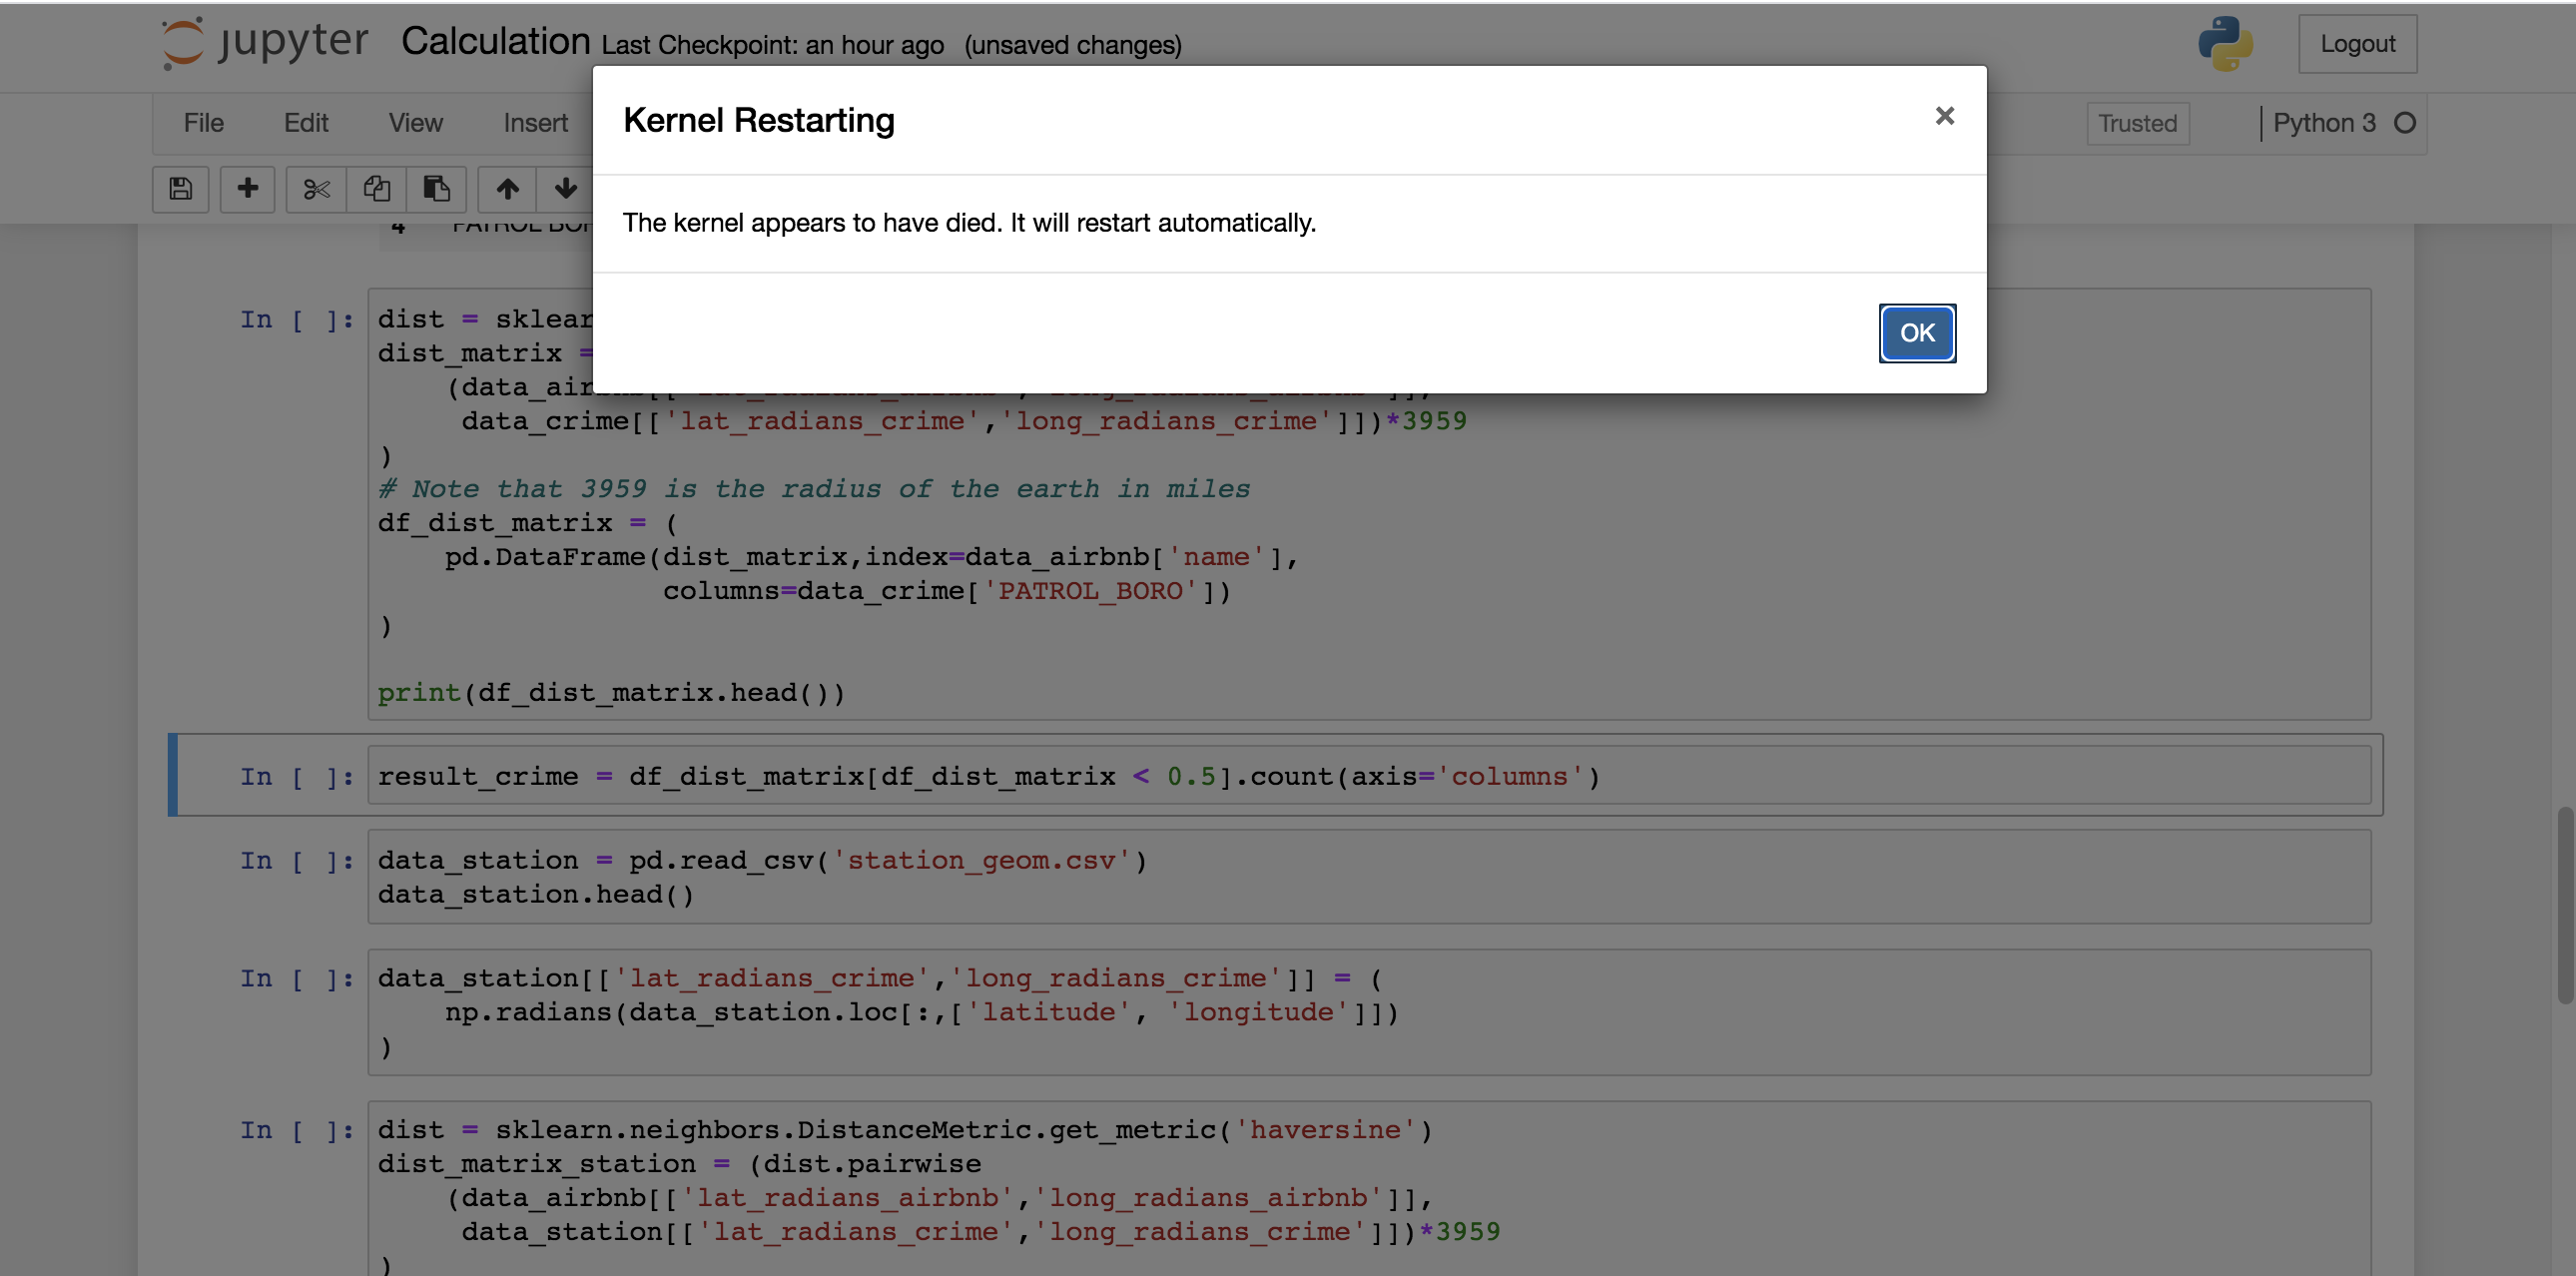 jupyter Calculation Last Checkpoint: an hour ago (unsaved changes)
Logout
File Edit View Insert
Trusted
Python 3
Kernel Restarting
×
The kernel appears to have died. It will restart automatically.
OK
4 PATROL BOR
In [ ]: dist = sklear
dist_matrix =
(data_air
data_crime[['lat_radians_crime','long_radians_crime']])*3959
)
# Note that 3959 is the radius of the earth in miles
df_dist_matrix = (
pd.DataFrame(dist_matrix,index=data_airbnb['name'],
columns=data_crime['PATROL_BORO'])
)
print(df_dist_matrix.head())
In [ ]: result_crime = df_dist_matrix[df_dist_matrix < 0.5].count(axis='columns')
In [ ]: data_station = pd.read_csv('station_geom.csv')
data_station.head()
In [ ]: data_station[['lat_radians_crime','long_radians_crime']] = (
np.radians(data_station.loc[:,['latitude', 'longitude']])
)
In [ ]: dist = sklearn.neighbors.DistanceMetric.get_metric('haversine')
dist_matrix_station = (dist.pairwise
(data_airbnb[['lat_radians_airbnb','long_radians_airbnb']],
data_station[['lat_radians_crime','long_radians_crime']])*3959
)